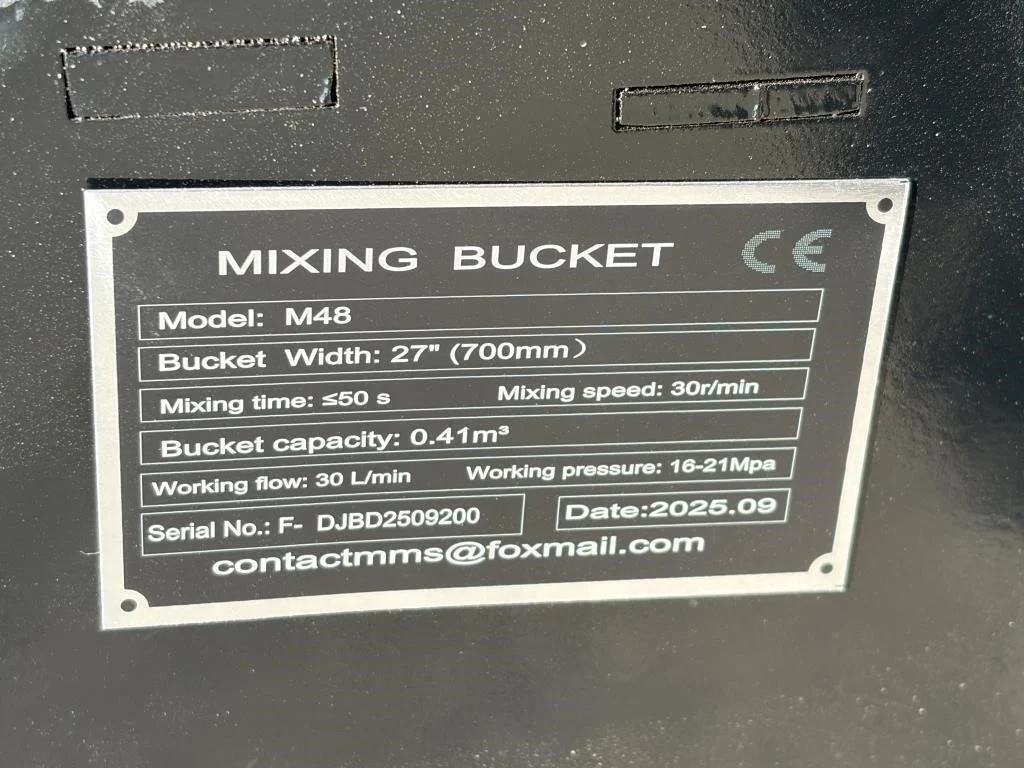 MIXING BUCKET CE
Model: M48
Bucket Width: 27" (700mm）
Mixing time: ≤50 s Mixing speed: 30r/min
Bucket capacity: 0.41m³
Working flow: 30 L/min Working pressure: 16-21Mpa
Serial No.: F- DJBD2509200 Date:2025.09
contactmms@foxmail.com